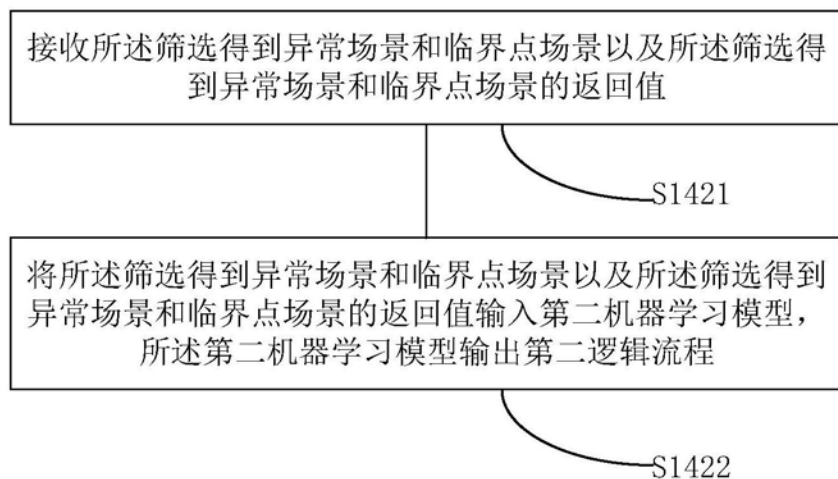 接收所述筛选得到异常场景和临界点场景以及所述筛选得
到异常场景和临界点场景的返回值
S1421
将所述筛选得到异常场景和临界点场景以及所述筛选得到
异常场景和临界点场景的返回值输入第二机器学习模型，
所述第二机器学习模型输出第二逻辑流程
S1422